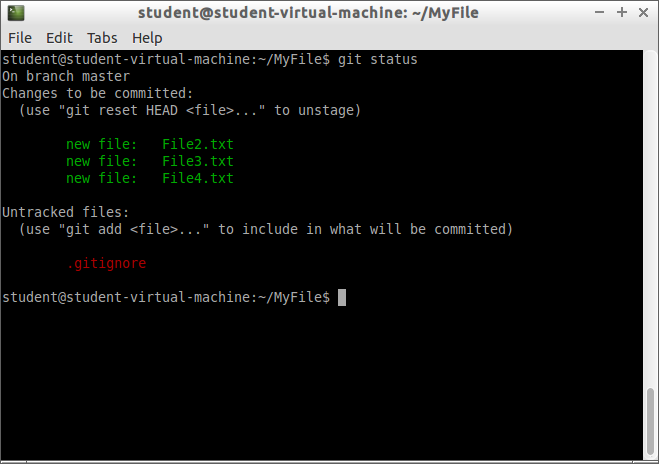 student@student-virtual-machine: ~/MyFile
File Edit Tabs Help
student@student-virtual-machine:~/MyFile$ git status
On branch master
Changes to be committed:
  (use "git reset HEAD <file>..." to unstage)
        new file:   File2.txt
        new file:   File3.txt
        new file:   File4.txt
Untracked files:
  (use "git add <file>..." to include in what will be committed)
        .gitignore
student@student-virtual-machine:~/MyFile$